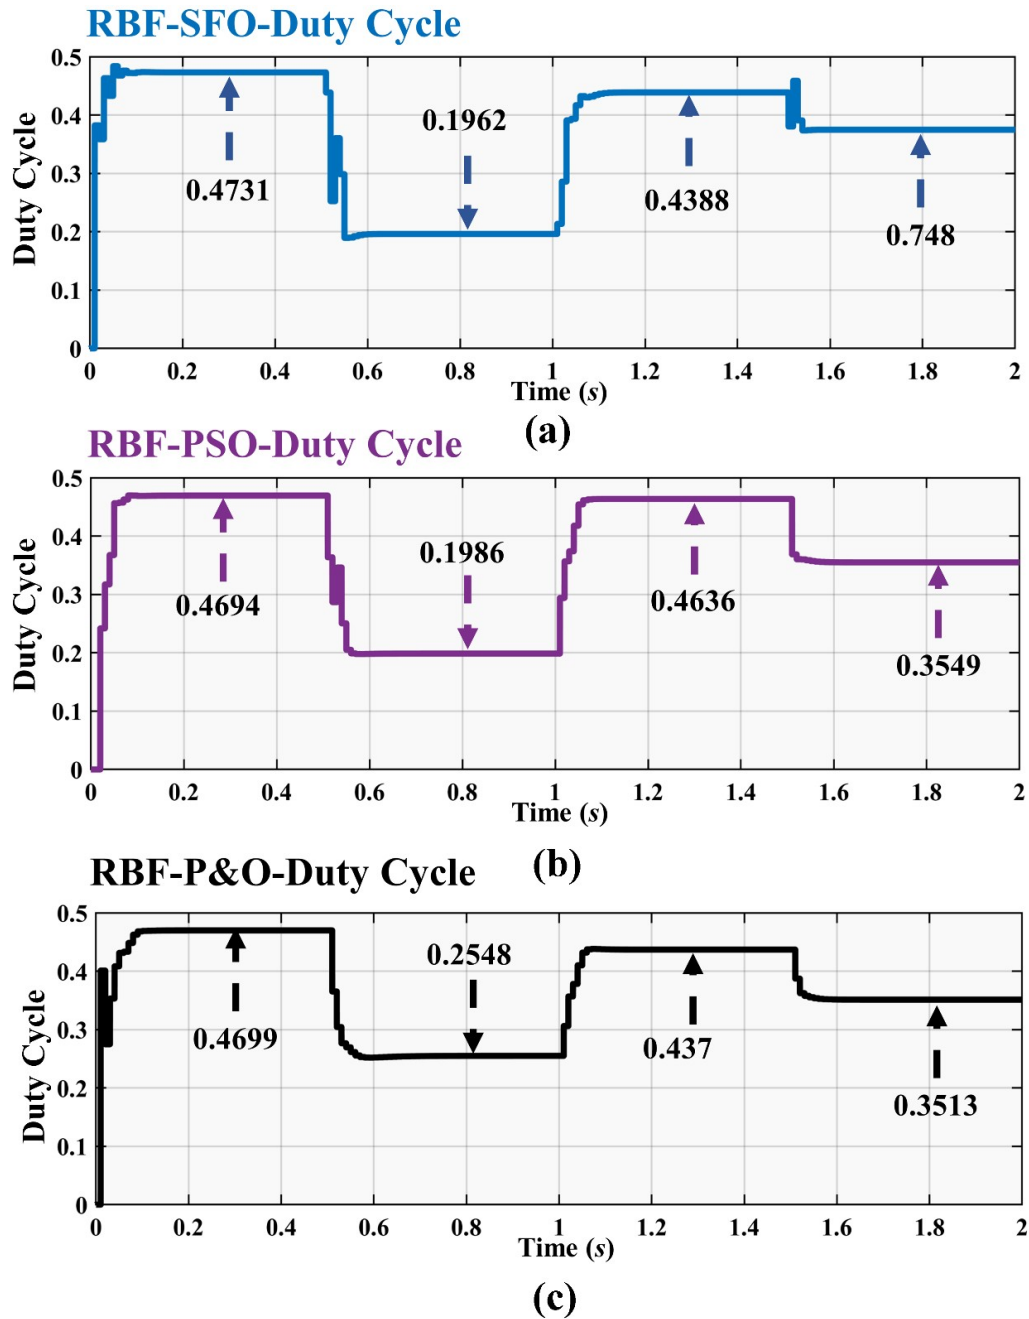 RBF-SFO-Duty Cycle
0.5
0.4
0.3
0.2
0.1
0
Duty Cycle
0.4731
0.1962
0.4388
0.748
0 0.2 0.4 0.6 0.8 1 1.2 1.4 1.6 1.8 2
Time (s)
(a)
RBF-PSO-Duty Cycle
0.5
0.4
0.3
0.2
0.1
0
Duty Cycle
0.4694
0.1986
0.4636
0.3549
0 0.2 0.4 0.6 0.8 1 1.2 1.4 1.6 1.8 2
Time (s)
(b)
RBF-P&O-Duty Cycle
0.5
0.4
0.3
0.2
0.1
0
Duty Cycle
0.4699
0.2548
0.437
0.3513
0 0.2 0.4 0.6 0.8 1 1.2 1.4 1.6 1.8 2
Time (s)
(c)